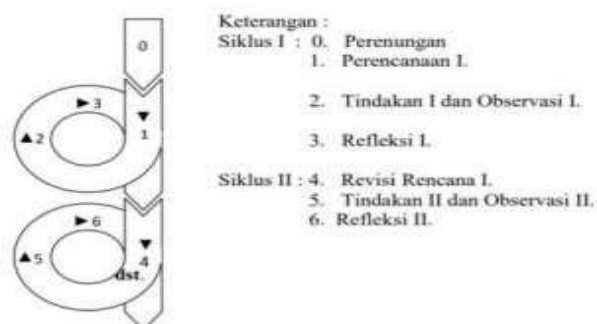 0
▶3
▲2
▼
1
▶6
▲5
▼
4
dst.
Keterangan :
Siklus I : 0. Perenungan
1. Perencanaan I.
2. Tindakan I dan Observasi I.
3. Refleksi I.
Siklus II : 4. Revisi Rencana I.
5. Tindakan II dan Observasi II.
6. Refleksi II.